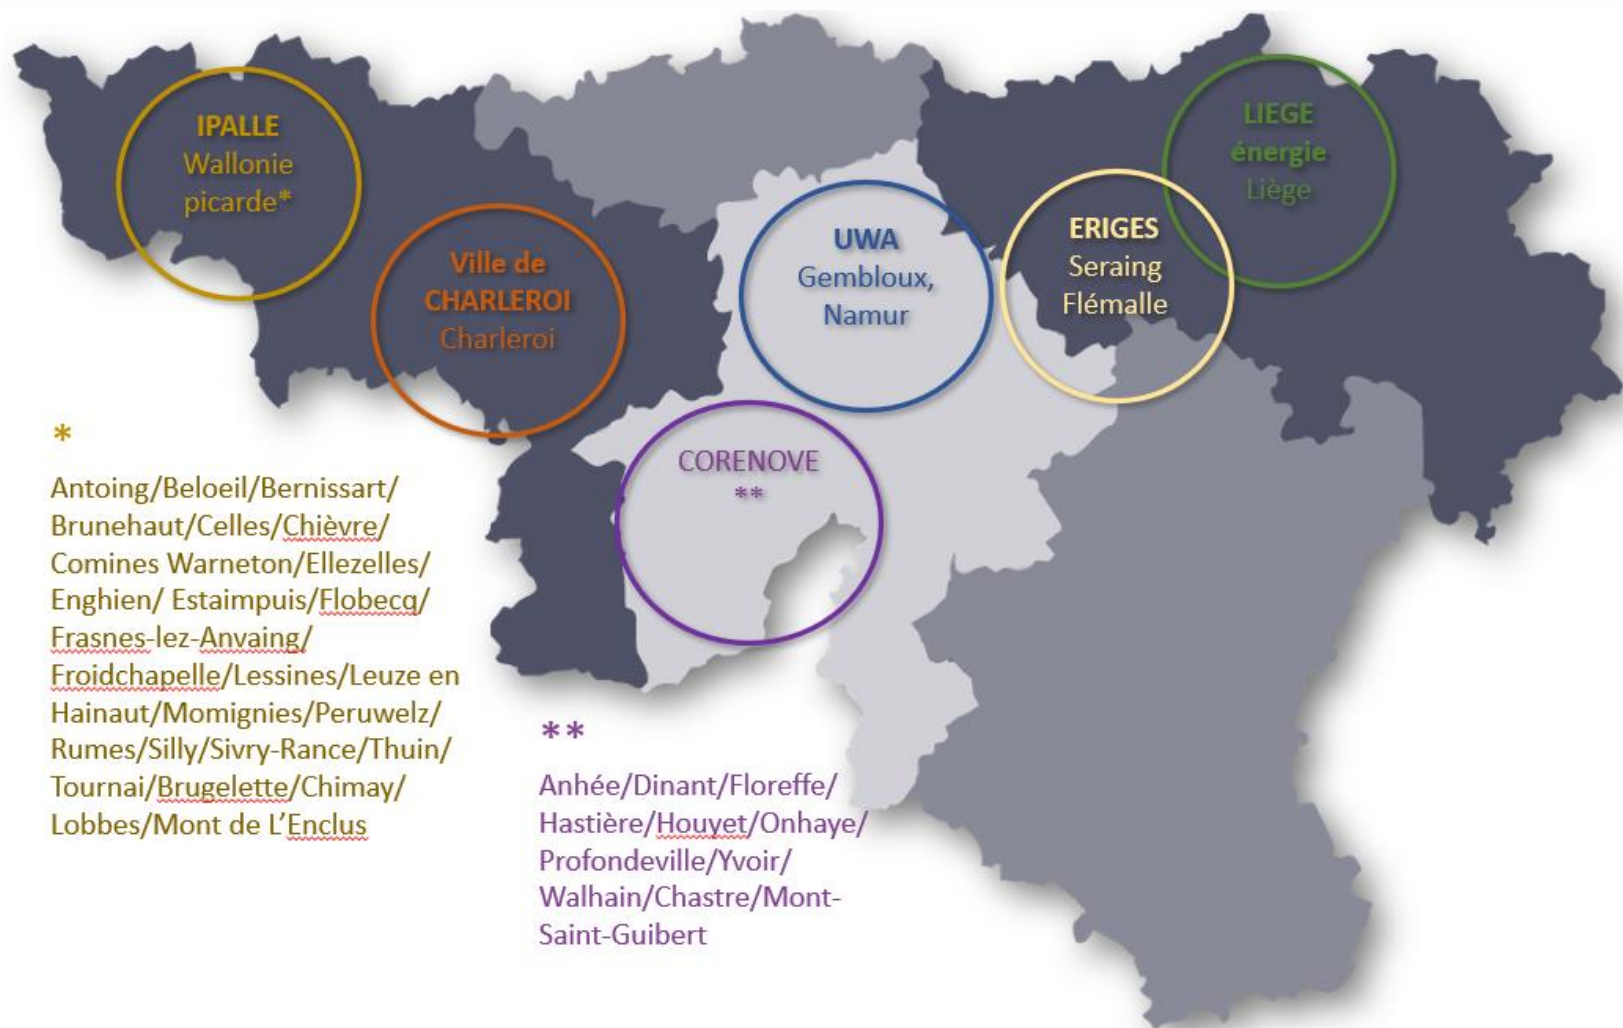 IPALLE
Wallonie
picarde*
Ville de
CHARLEROI
Charleroi
UWA
Gembloux,
Namur
ERIGES
Seraing
Flémalle
LIEGE
énergie
Liège
CORENOVE
**
*
Antoing/Beloeil/Bernissart/
Brunehaut/Celles/Chièvre/
Comines Warneton/Ellezelles/
Enghien/ Estaimpuis/Flobecq/
Frasnes-lez-Anvaing/
Froidchapelle/Lessines/Leuze en
Hainaut/Momignies/Peruwelz/
Rumes/Silly/Sivry-Rance/Thuin/
Tournai/Brugelette/Chimay/
Lobbes/Mont de L'Enclus
**
Anhée/Dinant/Floreffe/
Hastière/Houyet/Onhaye/
Profondeville/Yvoir/
Walhain/Chastre/Mont-
Saint-Guibert